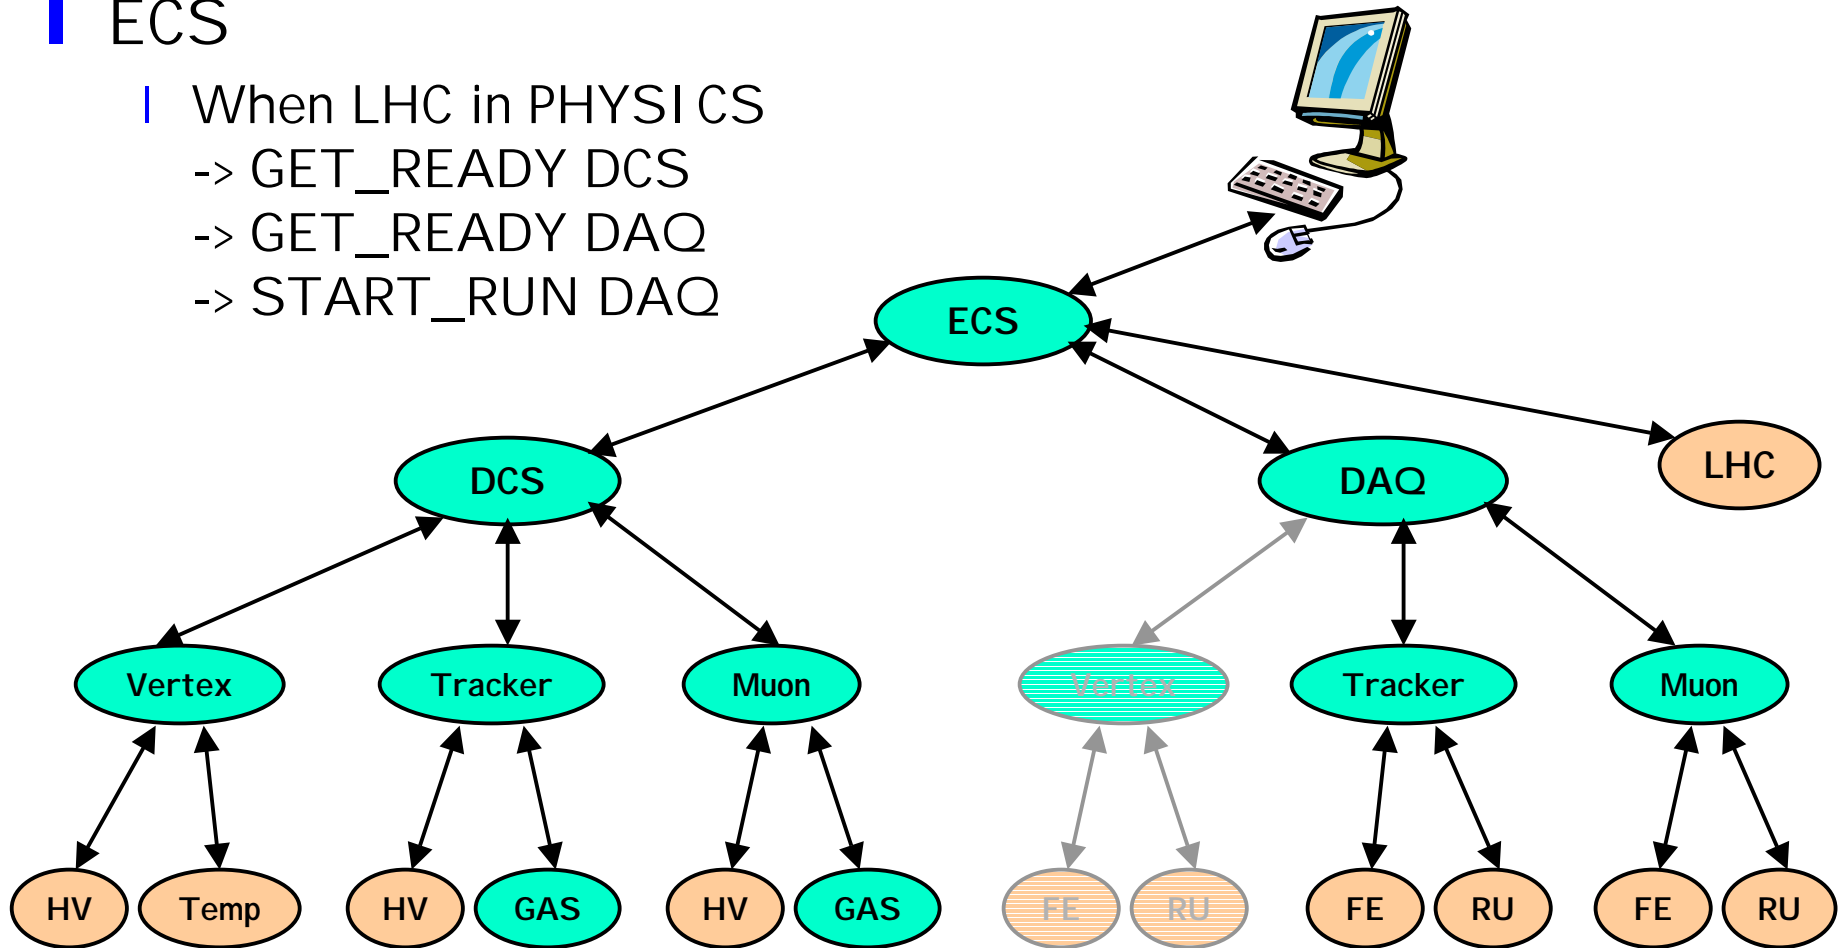 ECS
When LHC in PHYSICS
-> GET_READY DCS
-> GET_READY DAQ
-> START_RUN DAQ
ECS
LHC
DCS
DAQ
Vertex
Tracker
Muon
Vertex
Tracker
Muon
HV
Temp
HV
GAS
HV
GAS
FE
RU
FE
RU
FE
RU